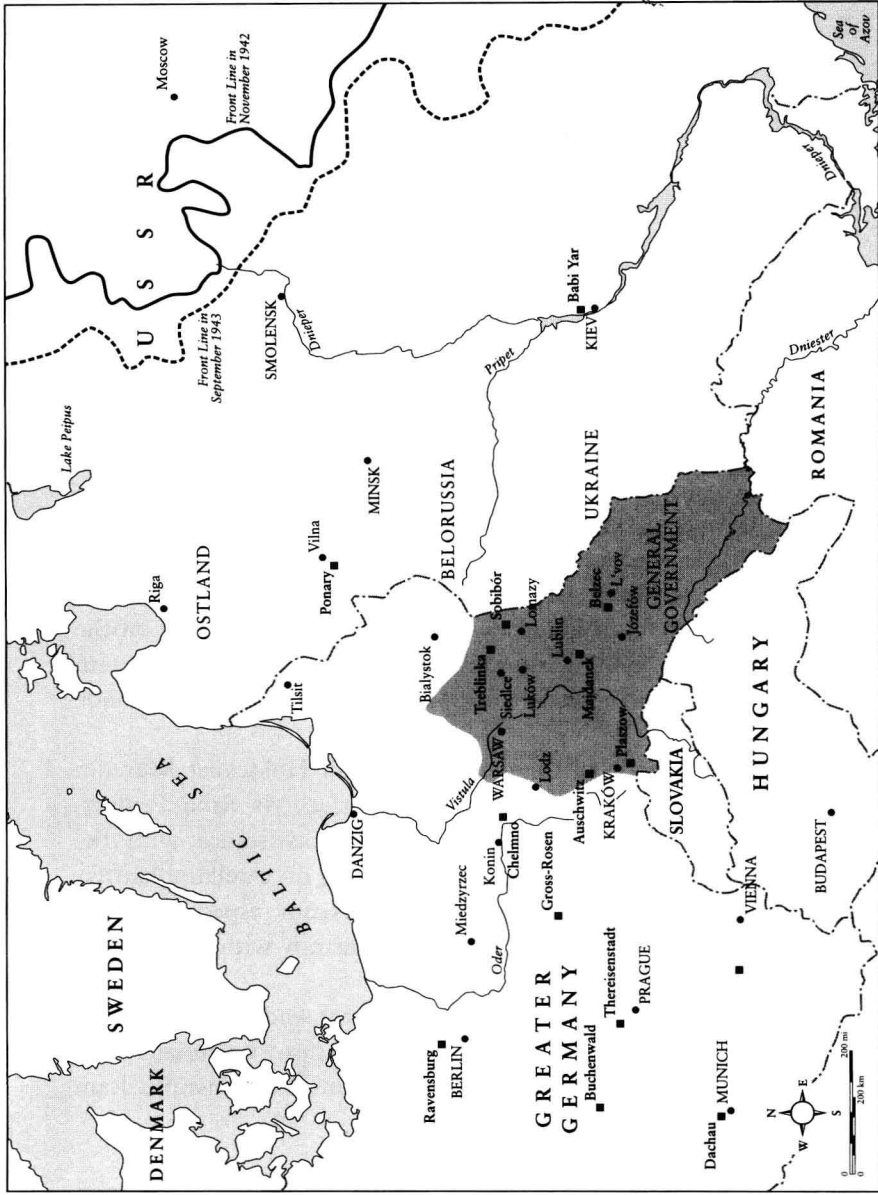 SWEDEN
DENMARK
BALTIC
SEA
Riga
Lake Peipus
OSTLAND
U S S R
Moscow
Front Line in
November 1942
Front Line in
September 1943
SMOLENSK
Dnieper
Tilsit
Vilna
Ponary
MINSK
DANZIG
Bialystok
BELORUSSIA
Pripet
Vistula
Miedzyrzec
Oder
Ravensburg
BERLIN
Konin
Chelmno
WARSAW
Treblinka
Siedlce
Luków
Sobibór
Lomazy
Lodz
Lublin
Majdanek
Gross-Rosen
GREATER
GERMANY
Buchenwald
Thereisenstadt
PRAGUE
Auschwitz
KRAKÓW
Plaszow
Belzec
L'vov
Józefów
GENERAL
GOVERNMENT
UKRAINE
Babi Yar
KIEV
Dnieper
Dniester
Sea
of
Azov
SLOVAKIA
HUNGARY
ROMANIA
VIENNA
BUDAPEST
Dachau
MUNICH
N
W
E
S
0
200 mi
0
200 km